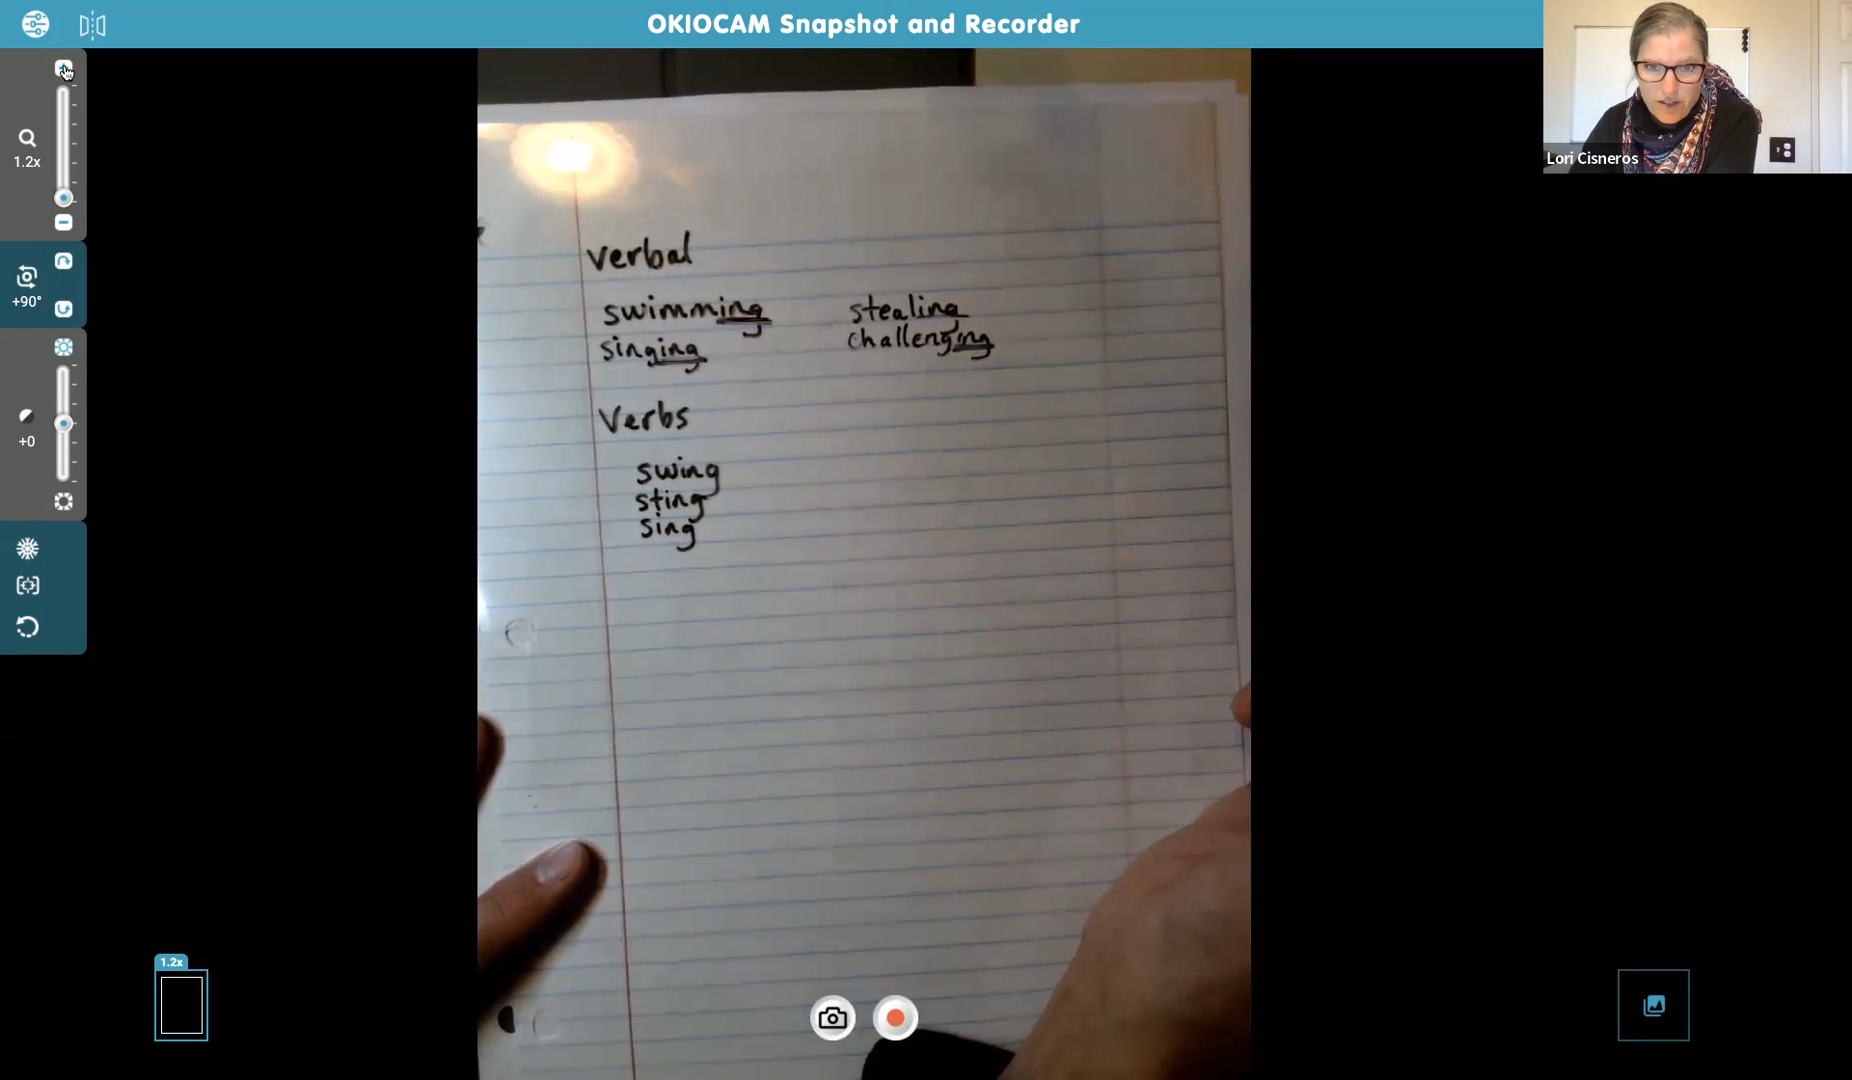 OKIOCAM Snapshot and Recorder
1.2x
+90°
+0
Lori Cisneros
verbal
swimming stealing
singing challenging
Verbs
swing
sting
sing
1.2x